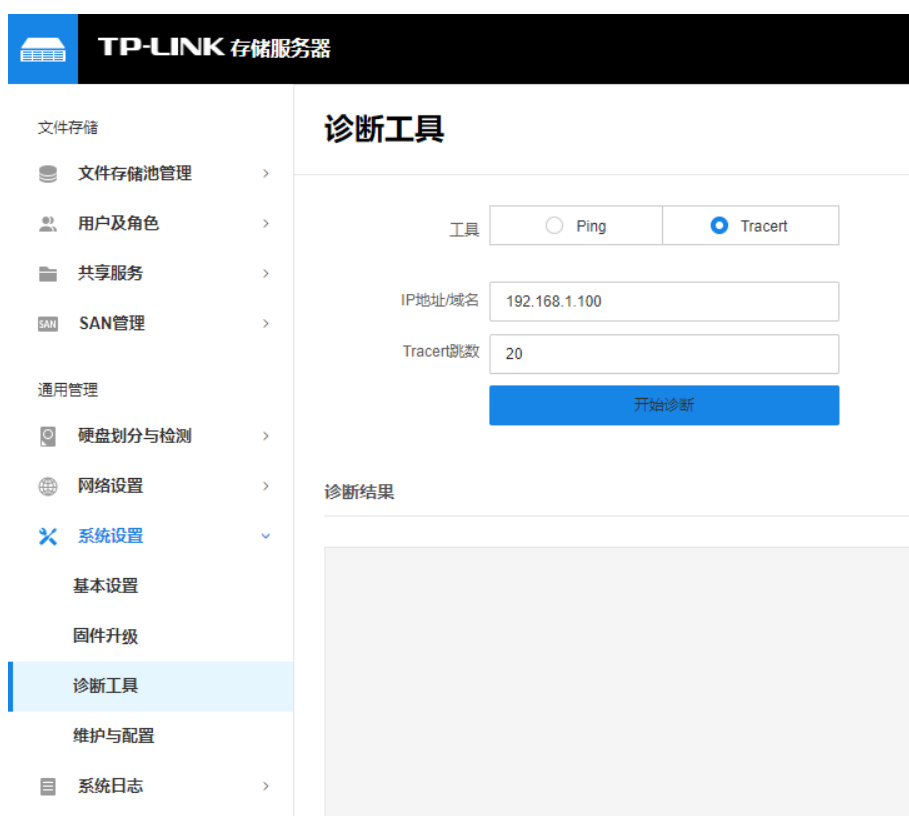 TP-LINK 存储服务器
文件存储
文件存储池管理
用户及角色
共享服务
SAN SAN管理
通用管理
硬盘划分与检测
网络设置
系统设置
基本设置
固件升级
诊断工具
维护与配置
系统日志
诊断工具
工具 Ping Tracert
IP地址/域名 192.168.1.100
Tracert跳数 20
开始诊断
诊断结果